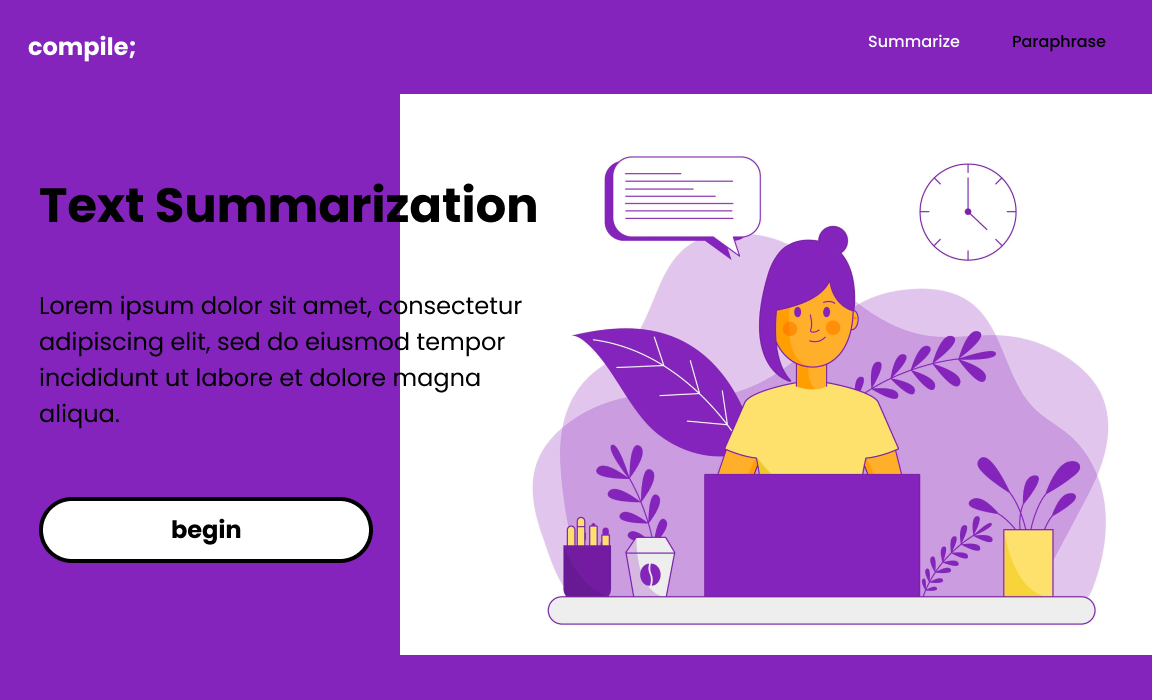 compile;
Summarize
Paraphrase
Text Summarization
Lorem ipsum dolor sit amet, consectetur
adipiscing elit, sed do eiusmod tempor
incididunt ut labore et dolore magna
aliqua.
begin